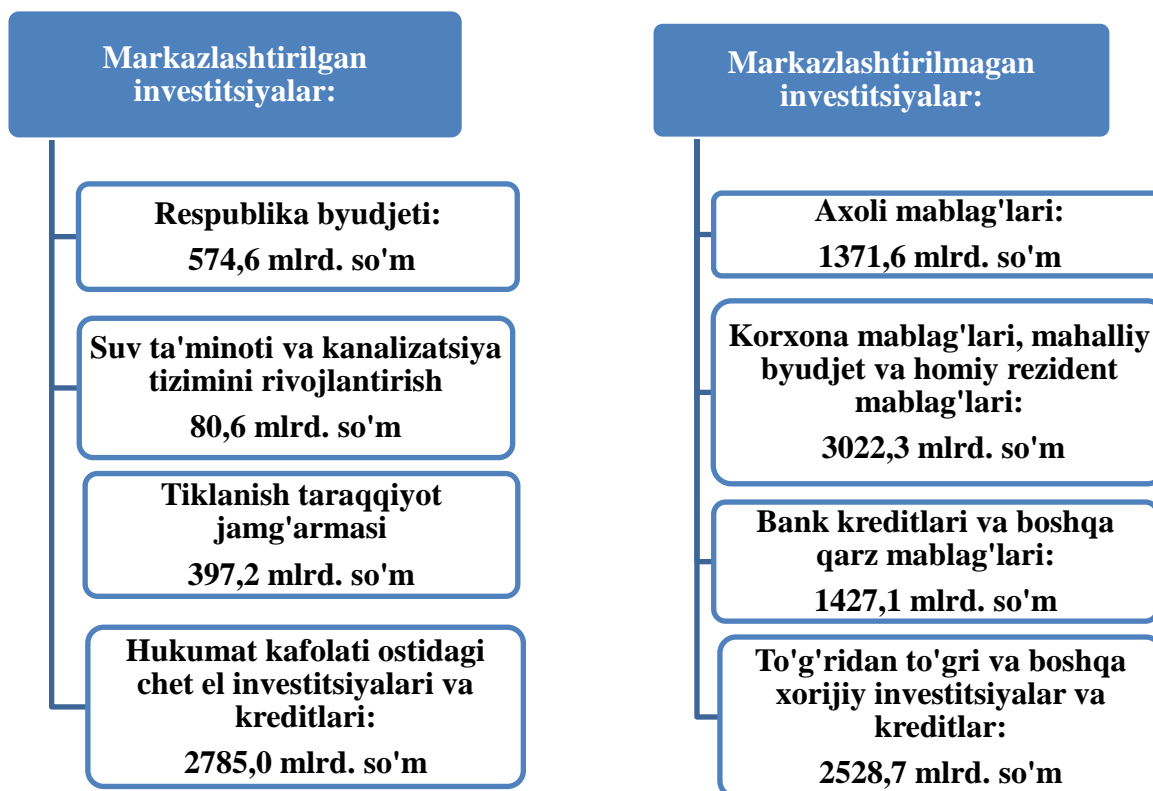 Markazlashtirilgan
investitsiyalar:
Respublika byudjeti:
574,6 mlrd. so'm
Suv ta'minoti va kanalizatsiya
tizimini rivojlantirish
80,6 mlrd. so'm
Tiklanish taraqqiyot
jamg'armasi
397,2 mlrd. so'm
Hukumat kafolati ostidagi
chet el investitsiyalari va
kreditlari:
2785,0 mlrd. so'm
Markazlashtirilmagan
investitsiyalar:
Axoli mablag'lari:
1371,6 mlrd. so'm
Korxona mablag'lari, mahalliy
byudjet va homiy rezident
mablag'lari:
3022,3 mlrd. so'm
Bank kreditlari va boshqa
qarz mablag'lari:
1427,1 mlrd. so'm
To'g'ridan to'gri va boshqa
xorijiy investitsiyalar va
kreditlar:
2528,7 mlrd. so'm